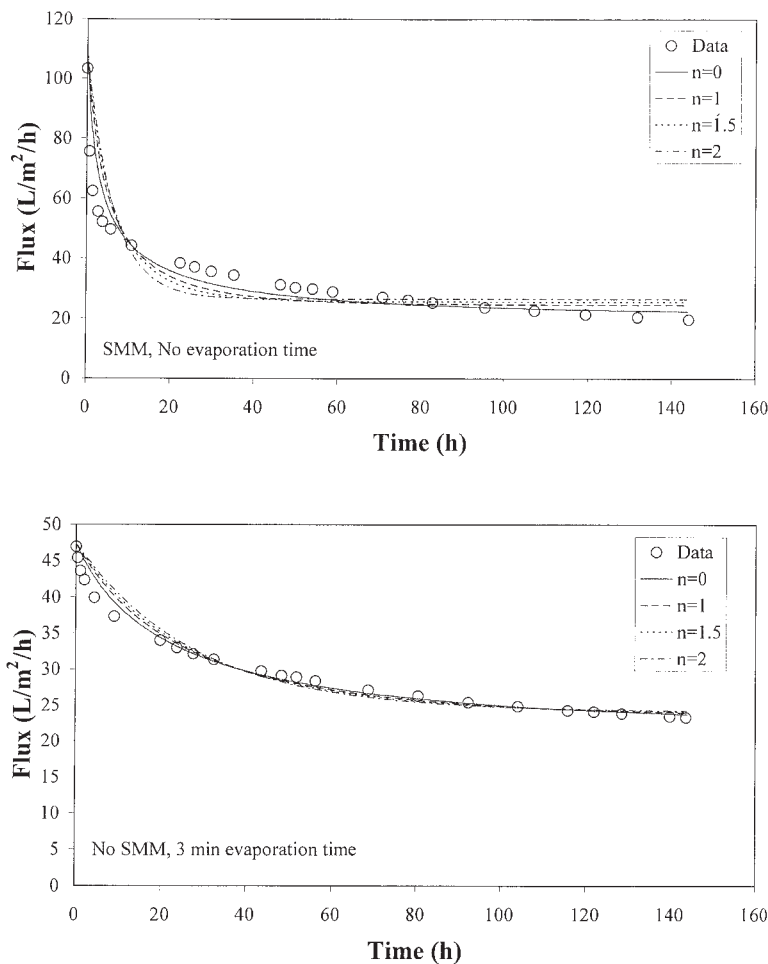 120
100
80
60
40
20
0
Flux (L/m²/h)
Data
n=0
n=1
n=1.5
n=2
SMM, No evaporation time
0 20 40 60 80 100 120 140 160
Time (h)
50
45
40
35
30
25
20
15
10
5
0
Flux (L/m²/h)
Data
n=0
n=1
n=1.5
n=2
No SMM, 3 min evaporation time
0 20 40 60 80 100 120 140 160
Time (h)